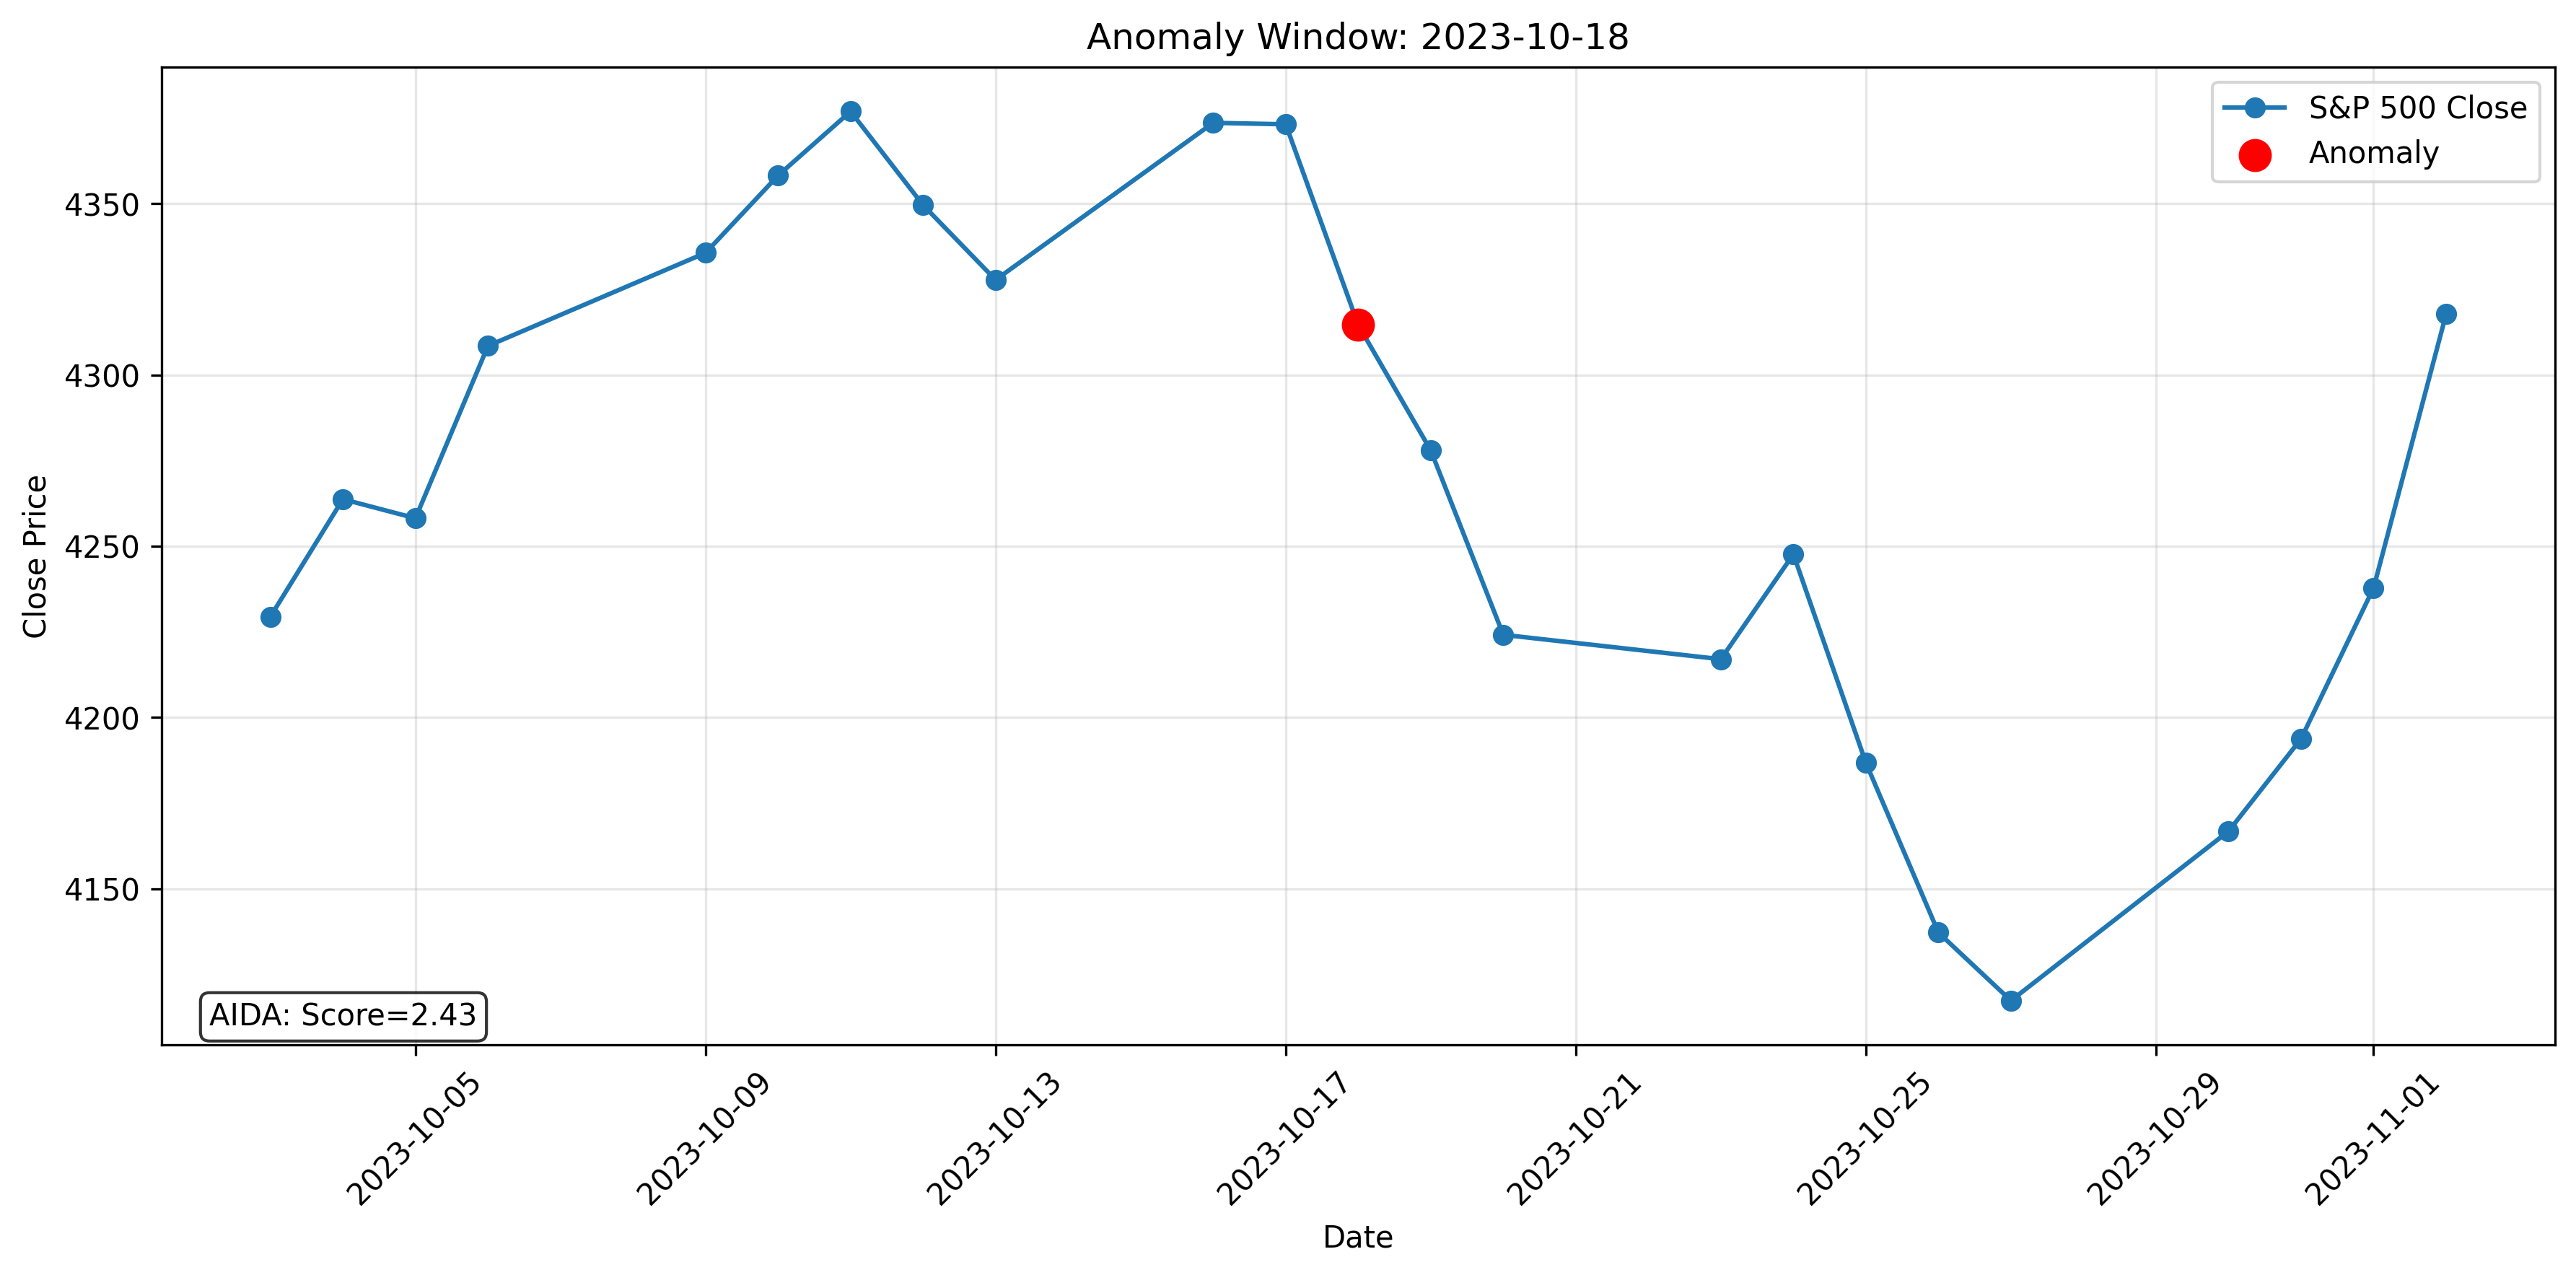 Anomaly Window: 2023-10-18
S&P 500 Close
Anomaly
Close Price
4350
4300
4250
4200
4150
AIDA: Score=2.43
2023-10-05
2023-10-09
2023-10-13
2023-10-17
2023-10-21
2023-10-25
2023-10-29
2023-11-01
Date